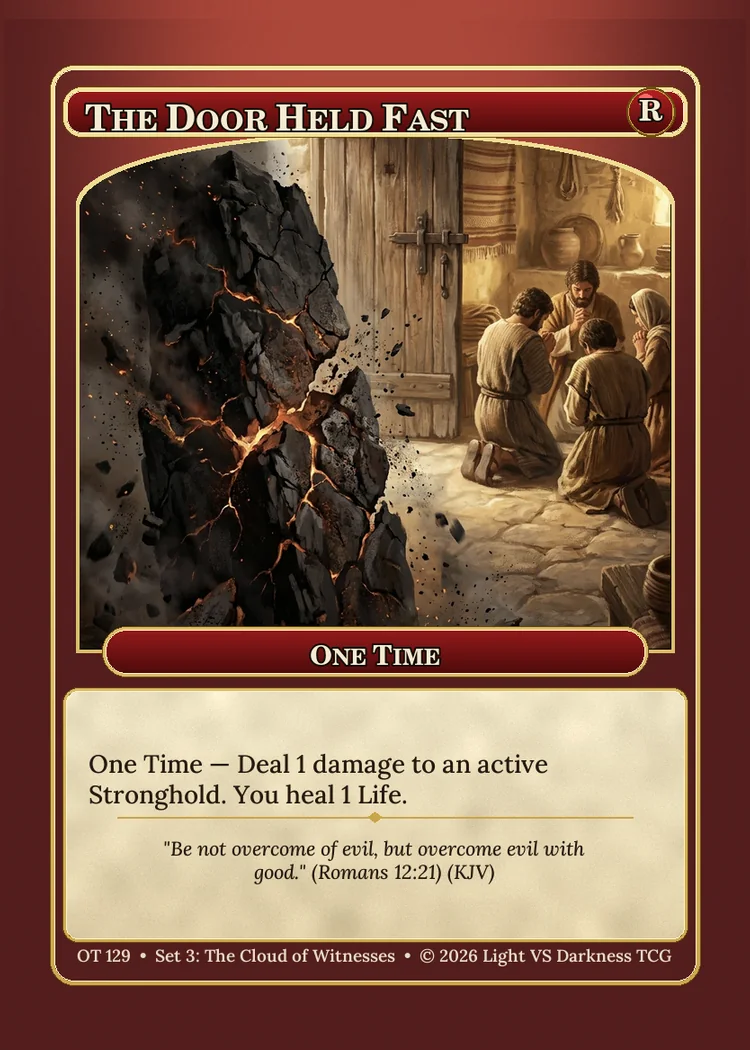 The Door Held Fast
R
One Time
One Time — Deal 1 damage to an active
Stronghold. You heal 1 Life.
"Be not overcome of evil, but overcome evil with
good." (Romans 12:21) (KJV)
OT 129 • Set 3: The Cloud of Witnesses • © 2026 Light VS Darkness TCG